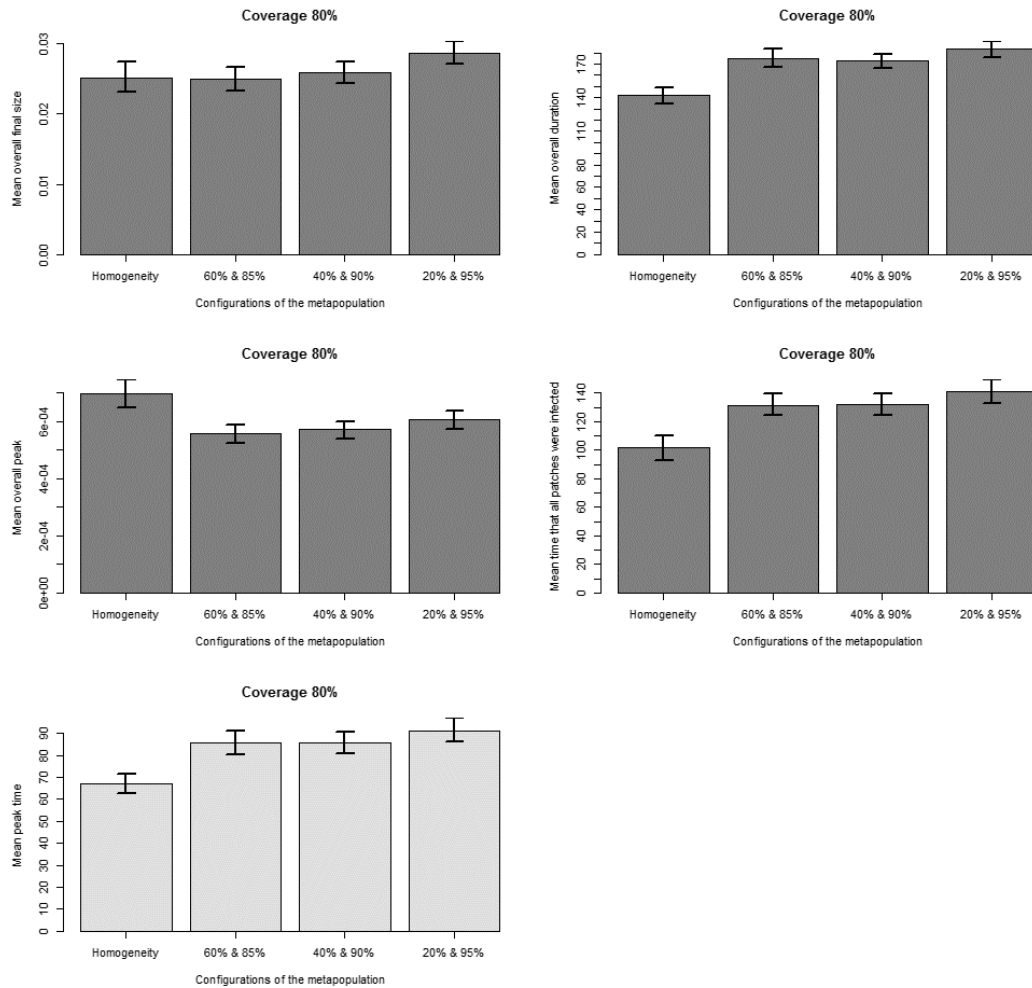 Coverage 80%
Mean overall final size
0.03
0.02
0.01
0.00
Homogeneity 60% & 85% 40% & 90% 20% & 95%
Configurations of the metapopulation
Coverage 80%
Mean overall duration
170
140
110
80
60
40
20
0
Homogeneity 60% & 85% 40% & 90% 20% & 95%
Configurations of the metapopulation
Coverage 80%
Mean overall peak
6e-04
4e-04
2e-04
0e+00
Homogeneity 60% & 85% 40% & 90% 20% & 95%
Configurations of the metapopulation
Coverage 80%
Mean time that all patches were infected
140
120
100
80
60
40
20
0
Homogeneity 60% & 85% 40% & 90% 20% & 95%
Configurations of the metapopulation
Coverage 80%
Mean peak time
90
80
70
60
50
40
30
20
10
0
Homogeneity 60% & 85% 40% & 90% 20% & 95%
Configurations of the metapopulation